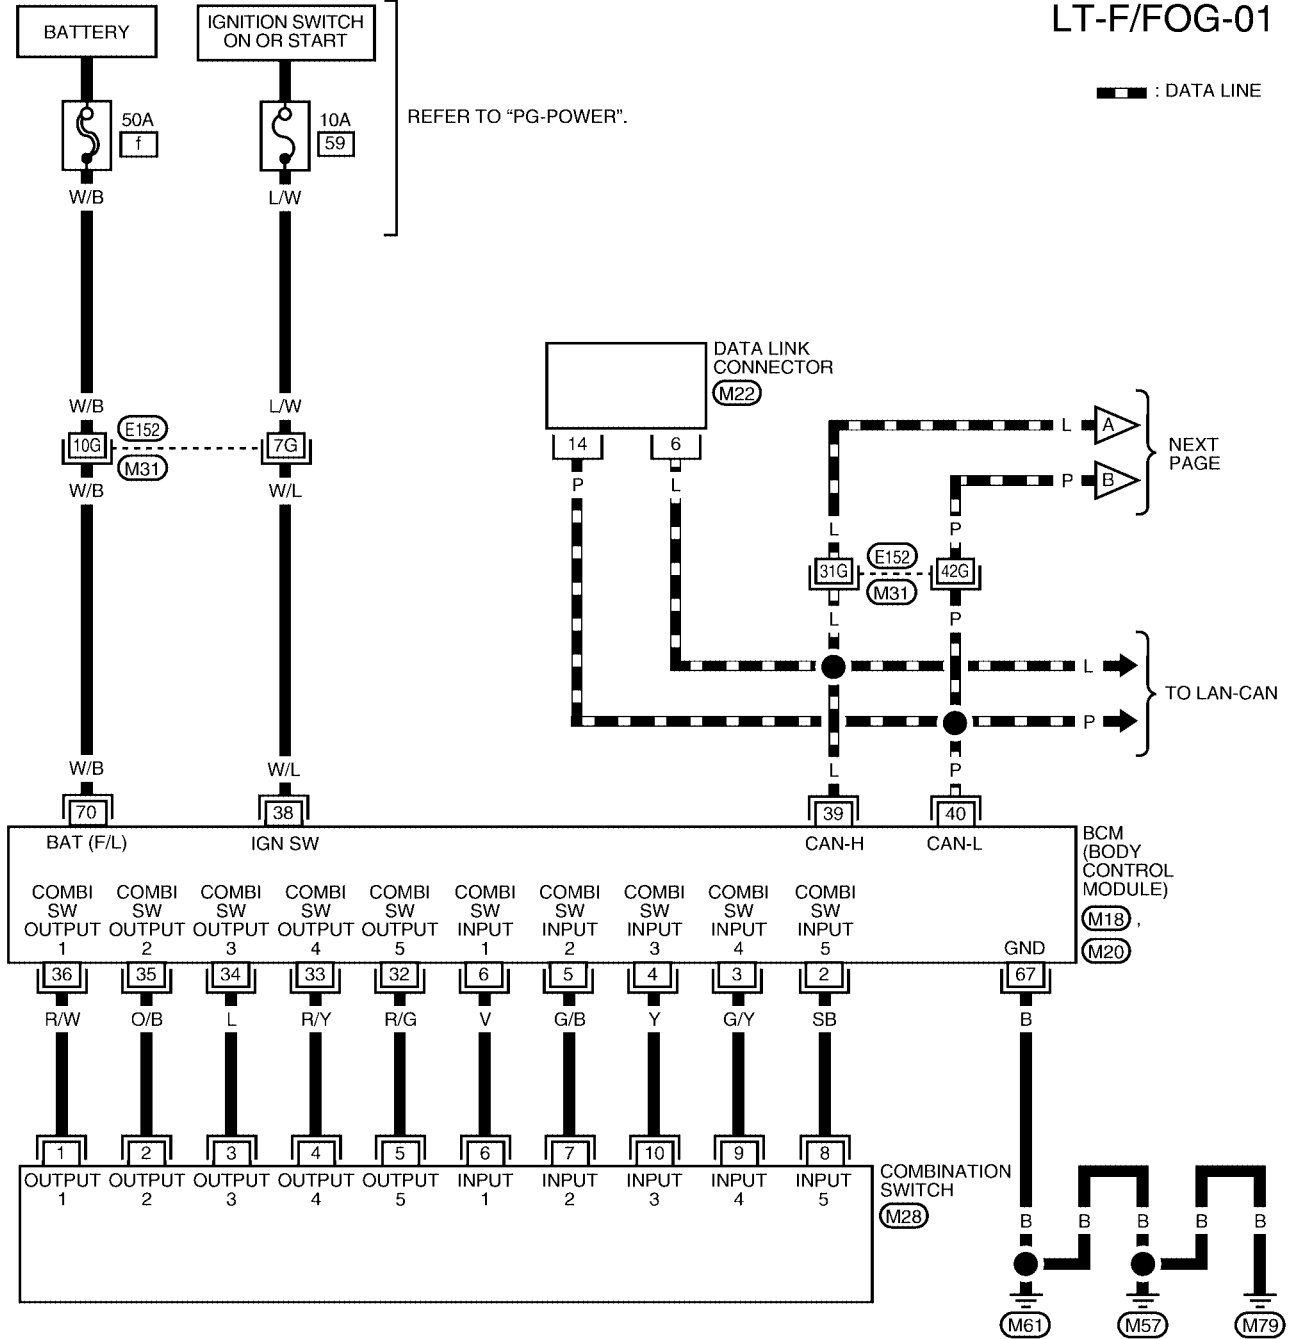 LT-F/FOG-01
BATTERY
IGNITION SWITCH
ON OR START
: DATA LINE
50A
f
10A
59
REFER TO “PG-POWER”.
W/B
L/W
DATA LINK
CONNECTOR
M22
W/B
L/W
E152
10G
7G
M31
W/B
W/L
14
6
P
L
L
A
P
B
NEXT
PAGE
L
P
E152
31G
42G
M31
L
P
L
P
TO LAN-CAN
W/B
W/L
L
P
70
38
39
40
BAT (F/L)
IGN SW
CAN-H
CAN-L
BCM
(BODY
CONTROL
MODULE)
M18 ,
M20
COMBI COMBI COMBI COMBI COMBI COMBI COMBI COMBI COMBI COMBI
SW SW SW SW SW SW SW SW SW SW
OUTPUT OUTPUT OUTPUT OUTPUT OUTPUT INPUT INPUT INPUT INPUT INPUT
1 2 3 4 5 1 2 3 4 5 GND
36 35 34 33 32 6 5 4 3 2 67
R/W O/B L R/Y R/G V G/B Y G/Y SB B
1 2 3 4 5 6 7 10 9 8
OUTPUT OUTPUT OUTPUT OUTPUT OUTPUT INPUT INPUT INPUT INPUT INPUT
1 2 3 4 5 1 2 3 4 5
COMBINATION
SWITCH
M28
B B B B B
M61 M57 M79